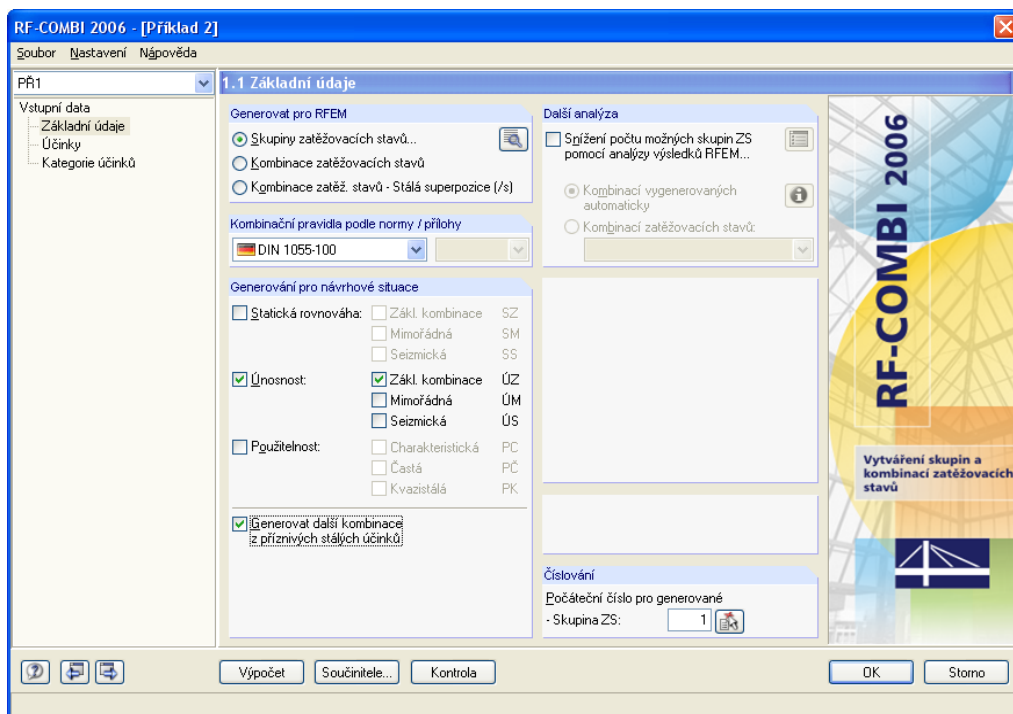 RF-COMBI 2006 - [Příklad 2]
Soubor Nastavení Nápověda
PŘ1
Vstupní data
Základní údaje
Účinky
Kategorie účinků
1.1 Základní údaje
Generovat pro RFEM
Skupiny zatěžovacích stavů...
Kombinace zatěžovacích stavů
Kombinace zatěž. stavů - Stálá superpozice (/s)
Kombinační pravidla podle normy / přílohy
DIN 1055-100
Generování pro návrhové situace
Statická rovnováha: Zákl. kombinace SZ
Mimořádná SM
Seizmická SS
Únosnost: Zákl. kombinace ÚZ
Mimořádná ÚM
Seizmická ÚS
Použitelnost: Charakteristická PC
Častá PČ
Kvazistálá PK
Generovat další kombinace
z příznivých stálých účinků
Další analýza
Snížení počtu možných skupin ZS
pomocí analýzy výsledků RFEM...
Kombinací vygenerovaných
automaticky
Kombinací zatěžovacích stavů:
Číslování
Počáteční číslo pro generované
- Skupina ZS: 1
RF-COMBI 2006
Vytváření skupin a
kombinací zatěžovacích
stavů
Výpočet Součinitele... Kontrola OK Storno